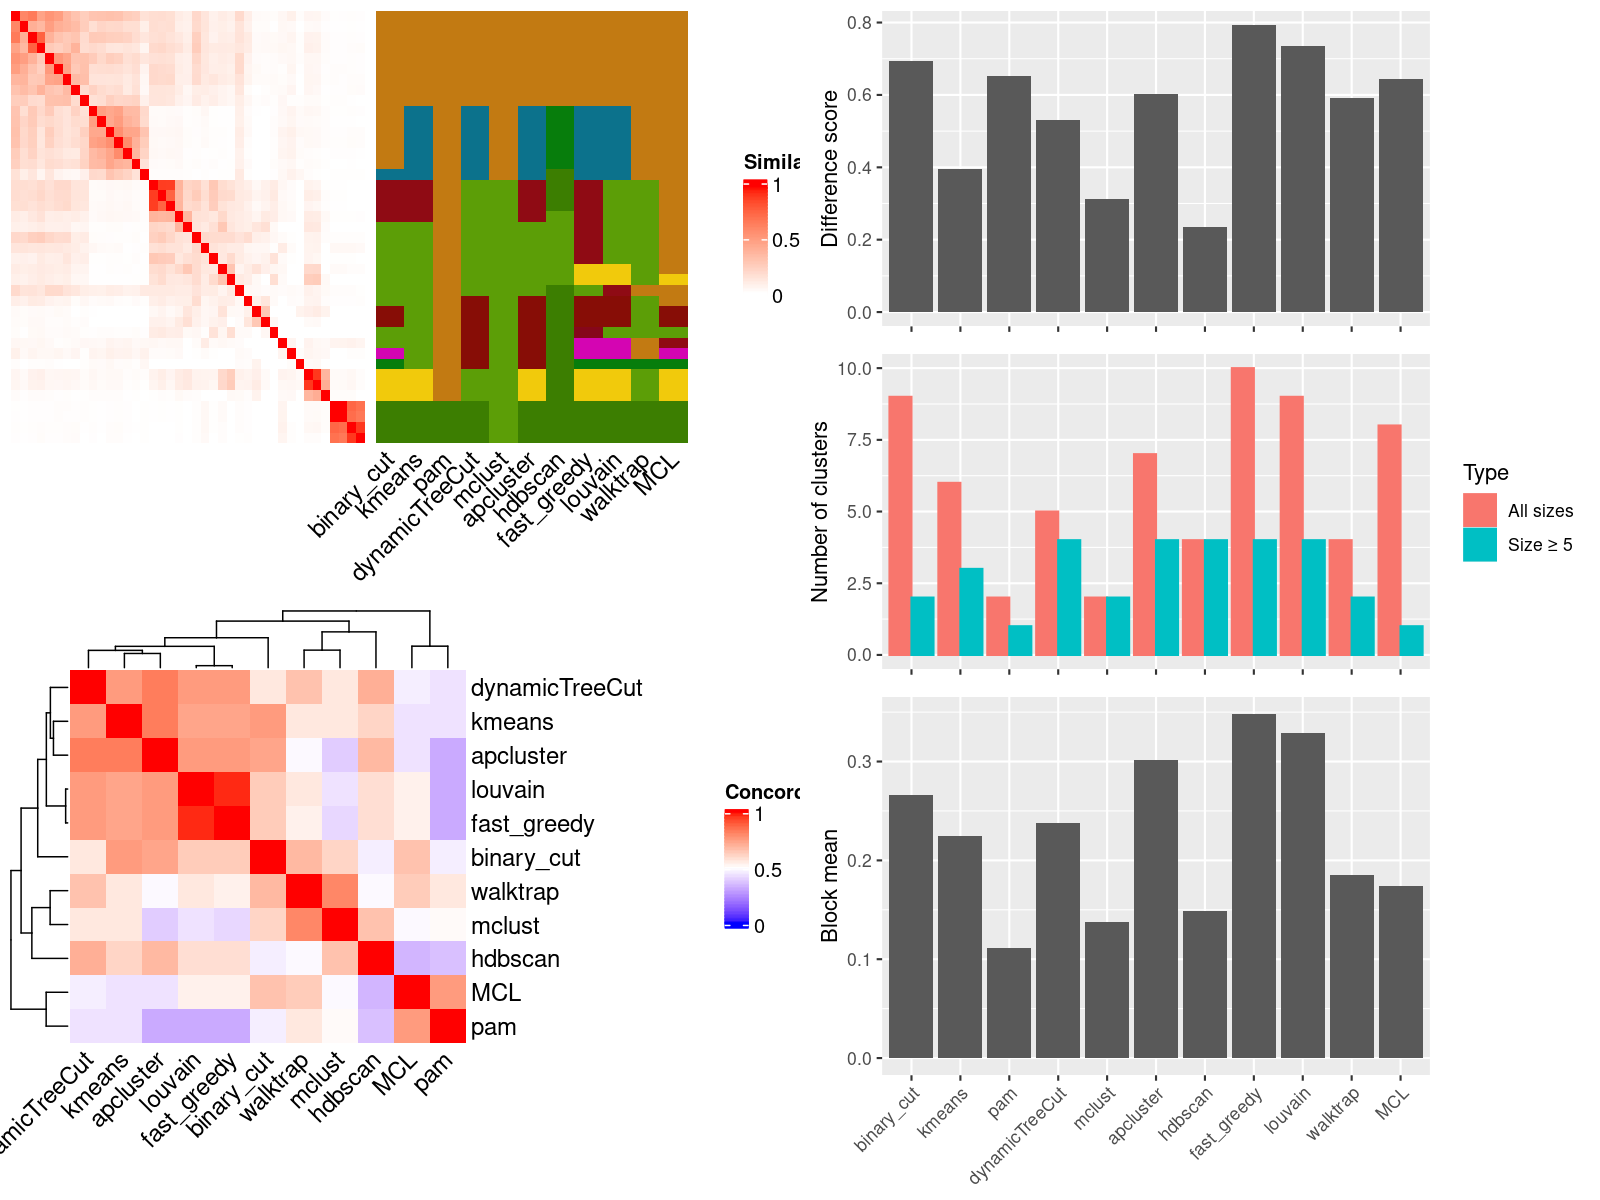 Simila
1
0.5
0
binary_cut
kmeans
pam
dynamicTreeCut
mclust
apcluster
hdbscan
fast_greedy
louvain
walktrap
MCL
dynamicTreeCut
kmeans
apcluster
louvain
fast_greedy
binary_cut
walktrap
mclust
hdbscan
MCL
pam
Concord
1
0.5
0
amicTreeCut
kmeans
apcluster
louvain
fast_greedy
binary_cut
walktrap
mclust
hdbscan
MCL
pam
Difference score
0.8
0.6
0.4
0.2
0.0
Number of clusters
10.0
7.5
5.0
2.5
0.0
Type
All sizes
Size ≥ 5
Block mean
0.3
0.2
0.1
0.0
binary_cut
kmeans
pam
dynamicTreeCut
mclust
apcluster
hdbscan
fast_greedy
louvain
walktrap
MCL